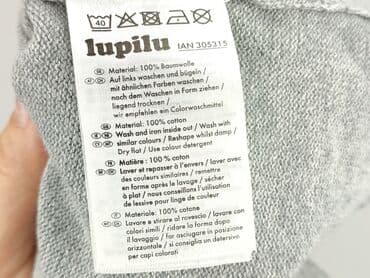 40
lupilu IAN 305315
Material: 100% Baumwolle
Auf links waschen und bügeln /
mit ähnlichen Farben waschen /
nach dem Waschen in Form ziehen /
liegend trocknen /
wir empfehlen ein Colorwaschmittel
Material: 100% cotton
Wash and iron inside out / Wash with
similar colours / Reshape whilst damp /
Dry flat / Use colour detergent
Matière : 100% coton
Laver et repasser à l'envers / laver avec
des couleurs similaires / remettre
en forme après le lavage / sécher
à plat / nous conseillons l'utilisation
de lessive pour linge de couleur
Materiale: 100% cotone
Lavare e stirare al rovescio / lavare con
colori simili / ridare la forma dopo
il lavaggio / far asciugare in posizione
orizzontale / si consiglia un detersivo
per capi colorati